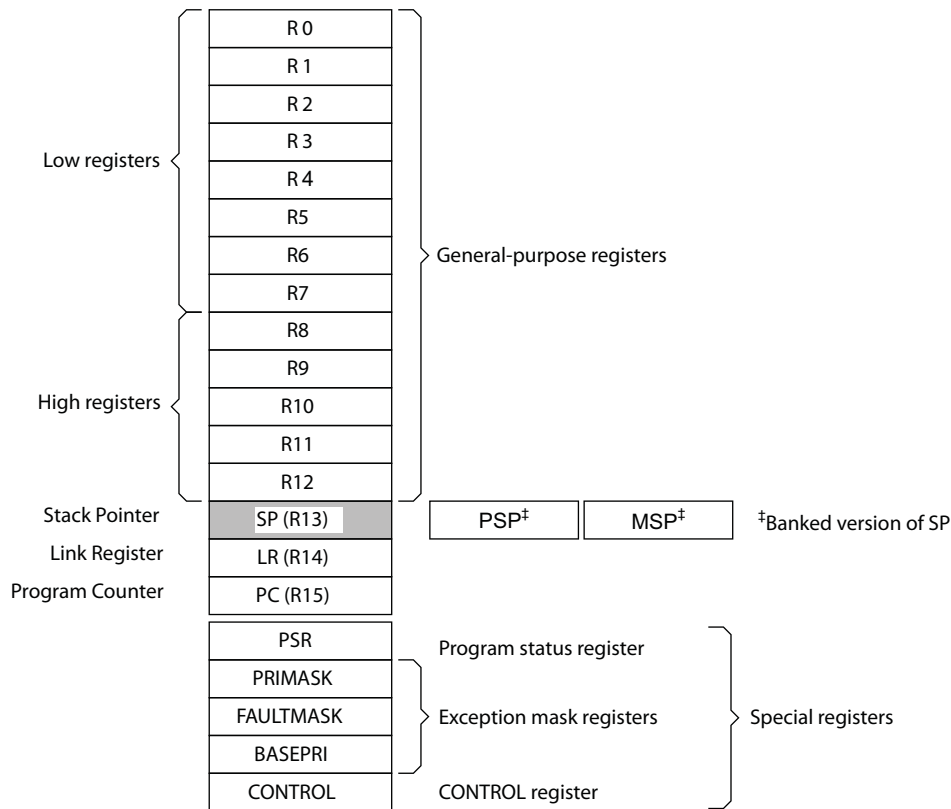 R 0
R 1
R 2
R 3
Low registers
R 4
R5
R6
General-purpose registers
R7
R8
R9
High registers
R10
R11
R12
Stack Pointer SP (R13) PSP‡ MSP‡ ‡Banked version of SP
Link Register LR (R14)
Program Counter PC (R15)
PSR Program status register
PRIMASK
FAULTMASK Exception mask registers Special registers
BASEPRI
CONTROL CONTROL register